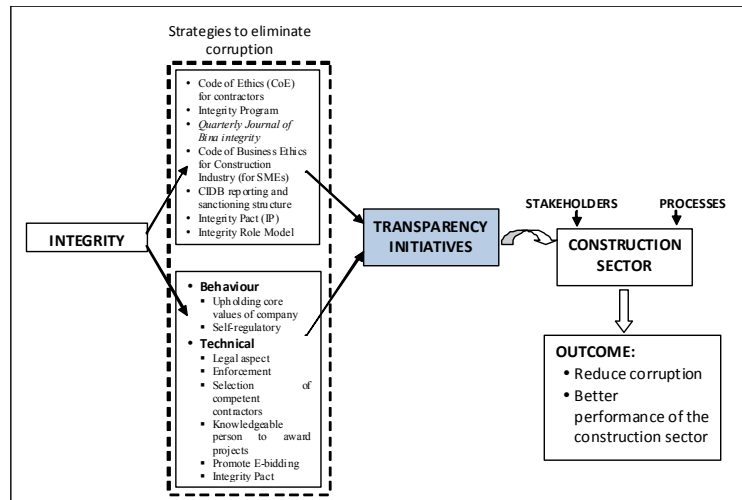 Strategies to eliminate
corruption
• Code of Ethics (CoE)
for contractors
• Integrity Program
• Quarterly Journal of
Bina integrity
• Code of Business Ethics
for Construction
Industry (for SMEs)
• CIDB reporting and
sanctioning structure
• Integrity Pact (IP)
• Integrity Role Model
INTEGRITY
• Behaviour
▪ Upholding core
values of company
▪ Self-regulatory
• Technical
▪ Legal aspect
▪ Enforcement
▪ Selection of
competent
contractors
▪ Knowledgeable
person to award
projects
▪ Promote E-bidding
▪ Integrity Pact
TRANSPARENCY
INITIATIVES
STAKEHOLDERS
PROCESSES
CONSTRUCTION
SECTOR
OUTCOME:
• Reduce corruption
• Better
performance of the
construction sector